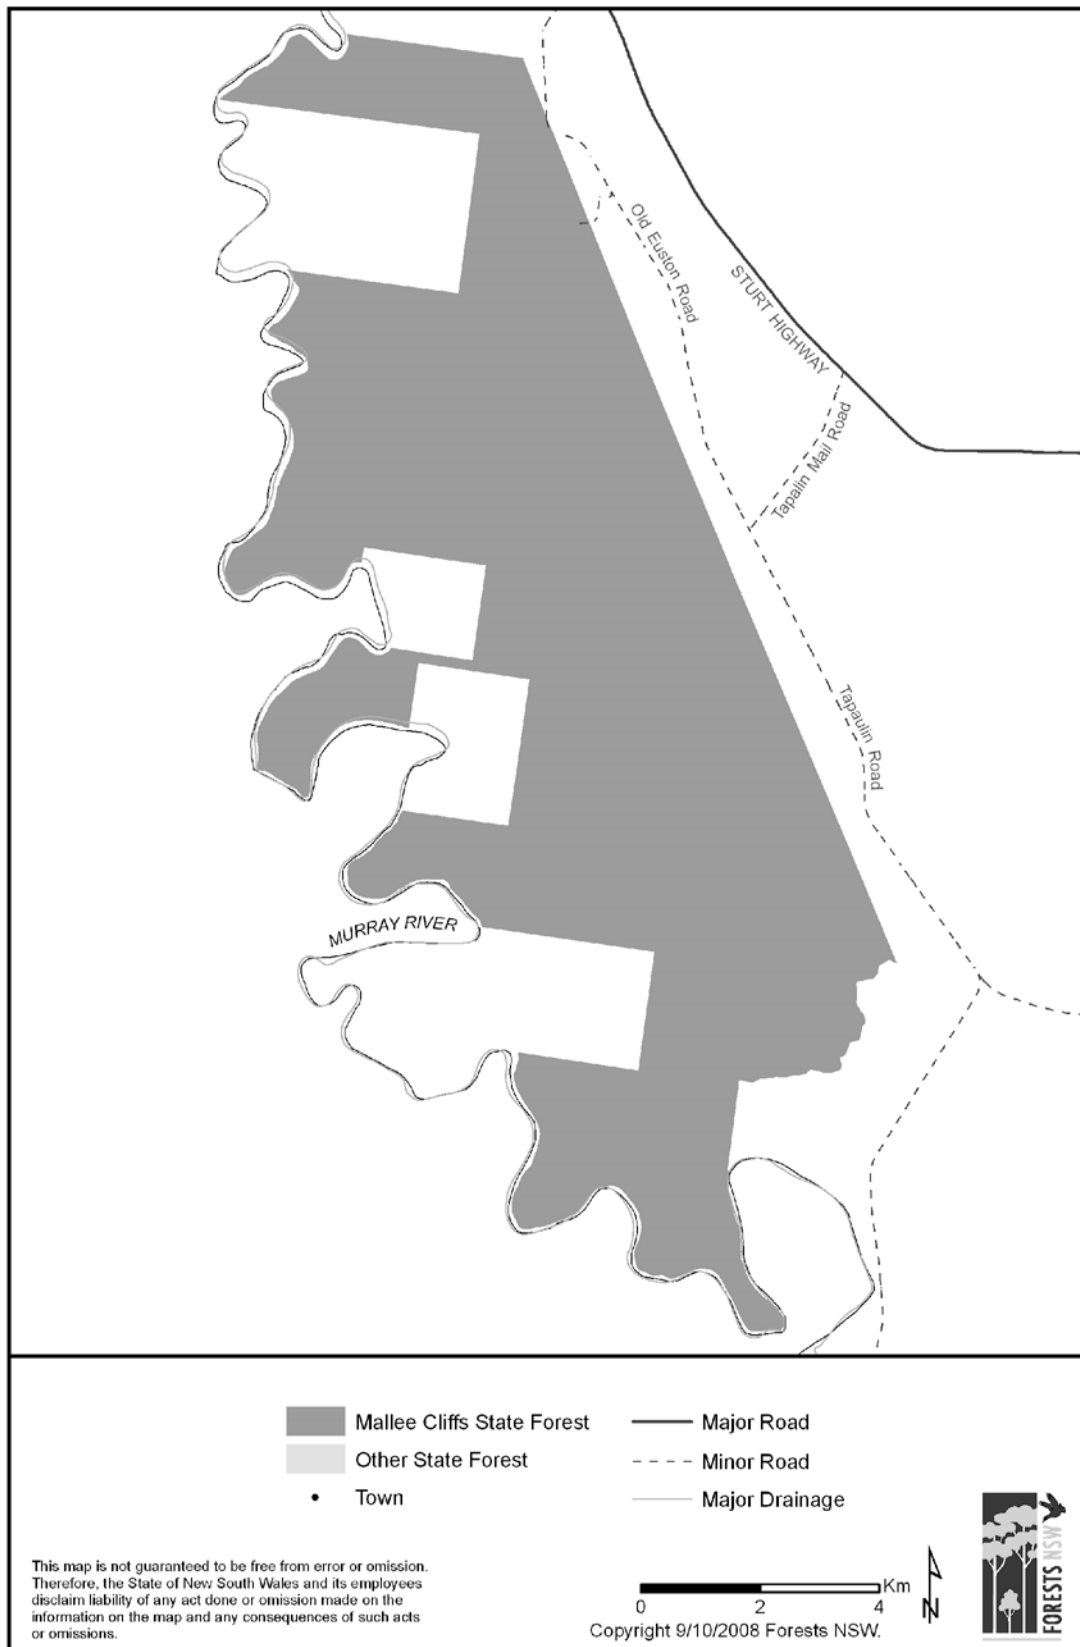 Old Euston Road
STURT HIGHWAY
Tapalin Mail Road
Tapaulin Road
MURRAY RIVER
Mallee Cliffs State Forest
Other State Forest
Town
Major Road
Minor Road
Major Drainage
This map is not guaranteed to be free from error or omission.
Therefore, the State of New South Wales and its employees
disclaim liability of any act done or omission made on the
information on the map and any consequences of such acts
or omissions.
Km
0 2 4
N
Copyright 9/10/2008 Forests NSW.
FORESTS NSW